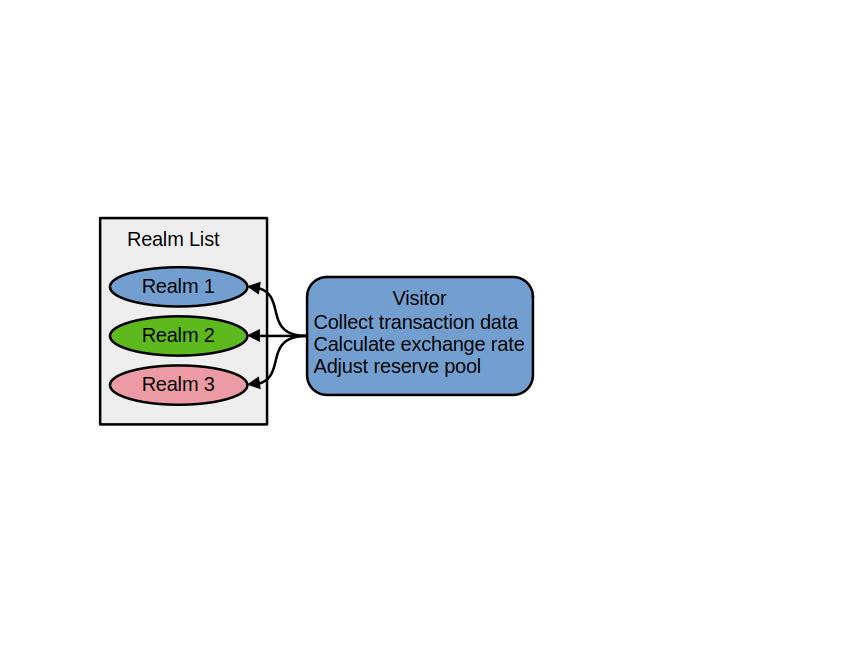 Realm List
Realm 1
Realm 2
Realm 3
Visitor
Collect transaction data
Calculate exchange rate
Adjust reserve pool